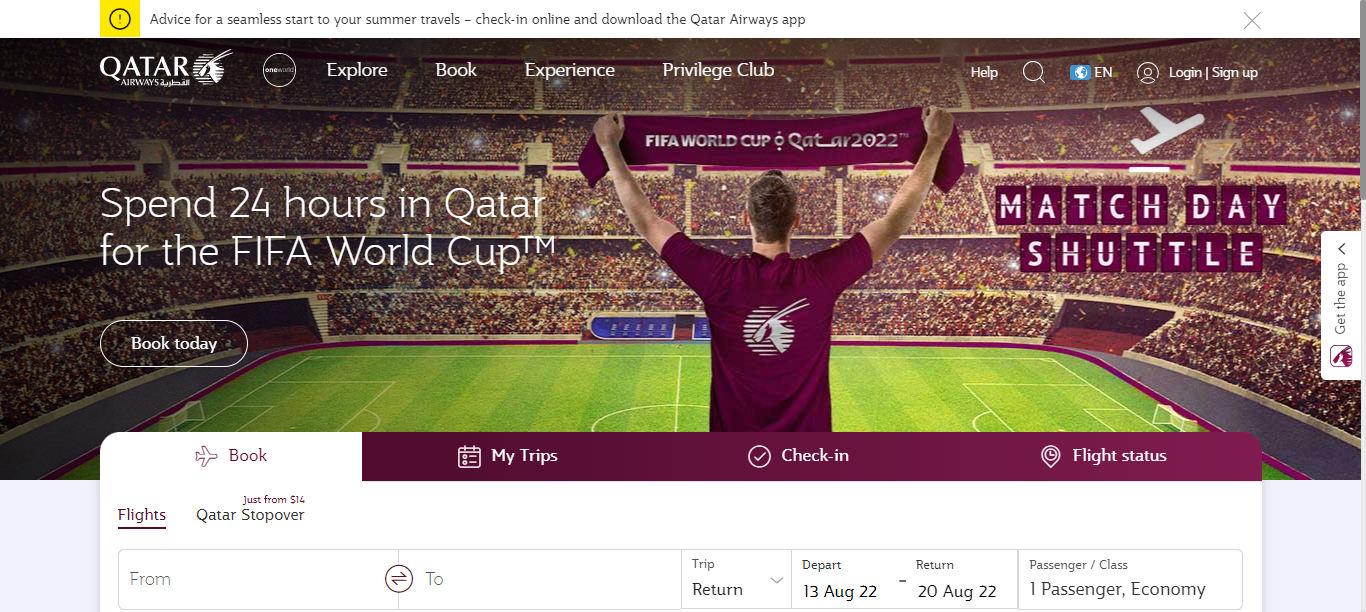 Advice for a seamless start to your summer travels – check-in online and download the Qatar Airways app
QATAR
AIRWAYS القطرية
oneworld
Explore
Book
Experience
Privilege Club
Help
EN
Login | Sign up
FIFA WORLD CUP Qatar2022™
Spend 24 hours in Qatar
for the FIFA World Cup™
MATCH DAY
SHUTTLE
Book today
Get the app
Book
My Trips
Check-in
Flight status
Flights
Just from $14
Qatar Stopover
From
To
Trip
Return
Depart
13 Aug 22
-
Return
20 Aug 22
Passenger / Class
1 Passenger, Economy